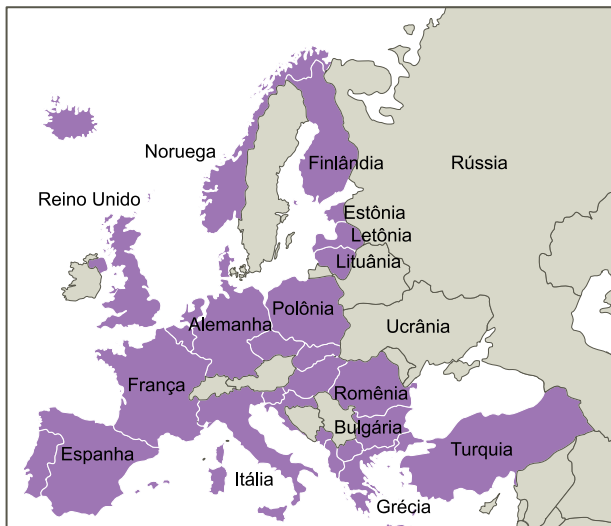 Noruega
Finlândia
Rússia
Reino Unido
Estônia
Letônia
Lituânia
Polônia
Alemanha
Ucrânia
França
Romênia
Bulgária
Espanha
Turquia
Itália
Grécia